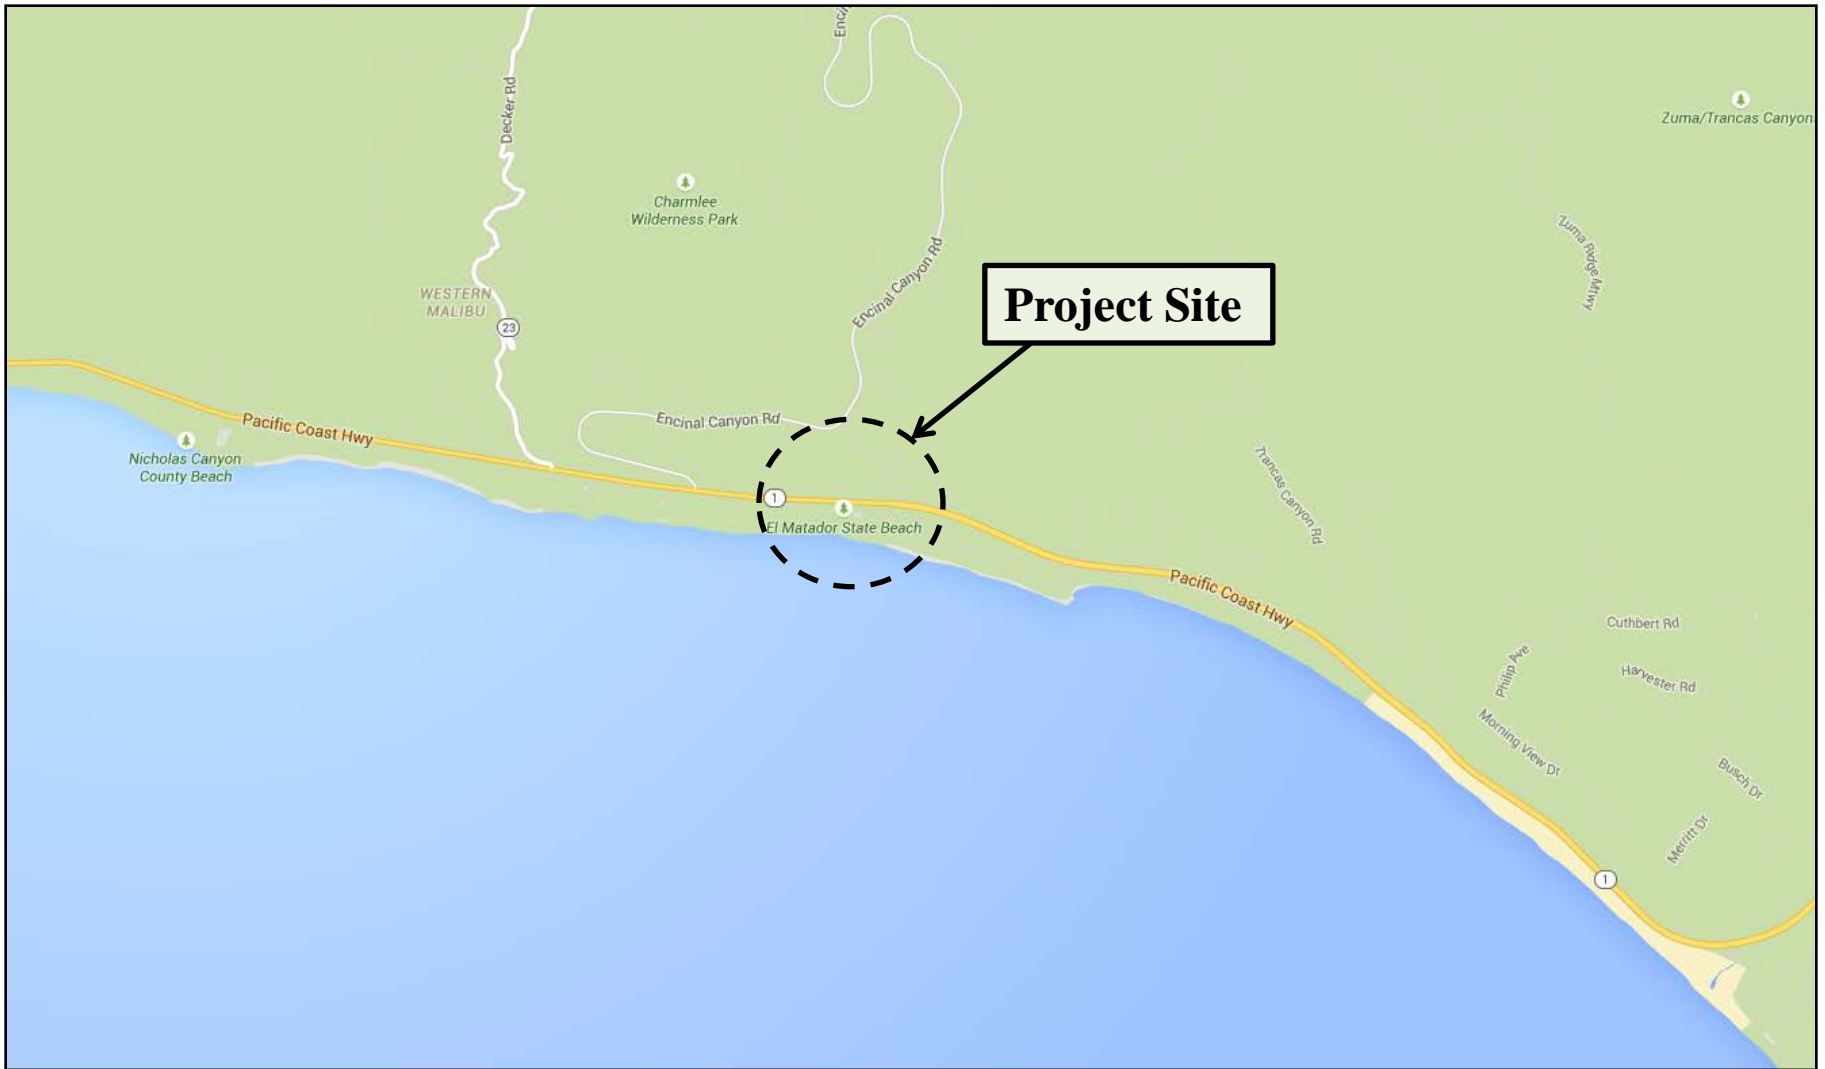 Encin
Decker Rd
Zuma/Trancas Canyon
Charmlee
Wilderness Park
Zuma Ridge Mtwy
Encinal Canyon Rd
Project Site
WESTERN
MALIBU
23
Pacific Coast Hwy
Encinal Canyon Rd
Nicholas Canyon
County Beach
Trancas Canyon Rd
1
El Matador State Beach
Pacific Coast Hwy
Cuthbert Rd
Philip Ave
Harvester Rd
Morning View Dr
Busch Dr
Merritt Dr
1